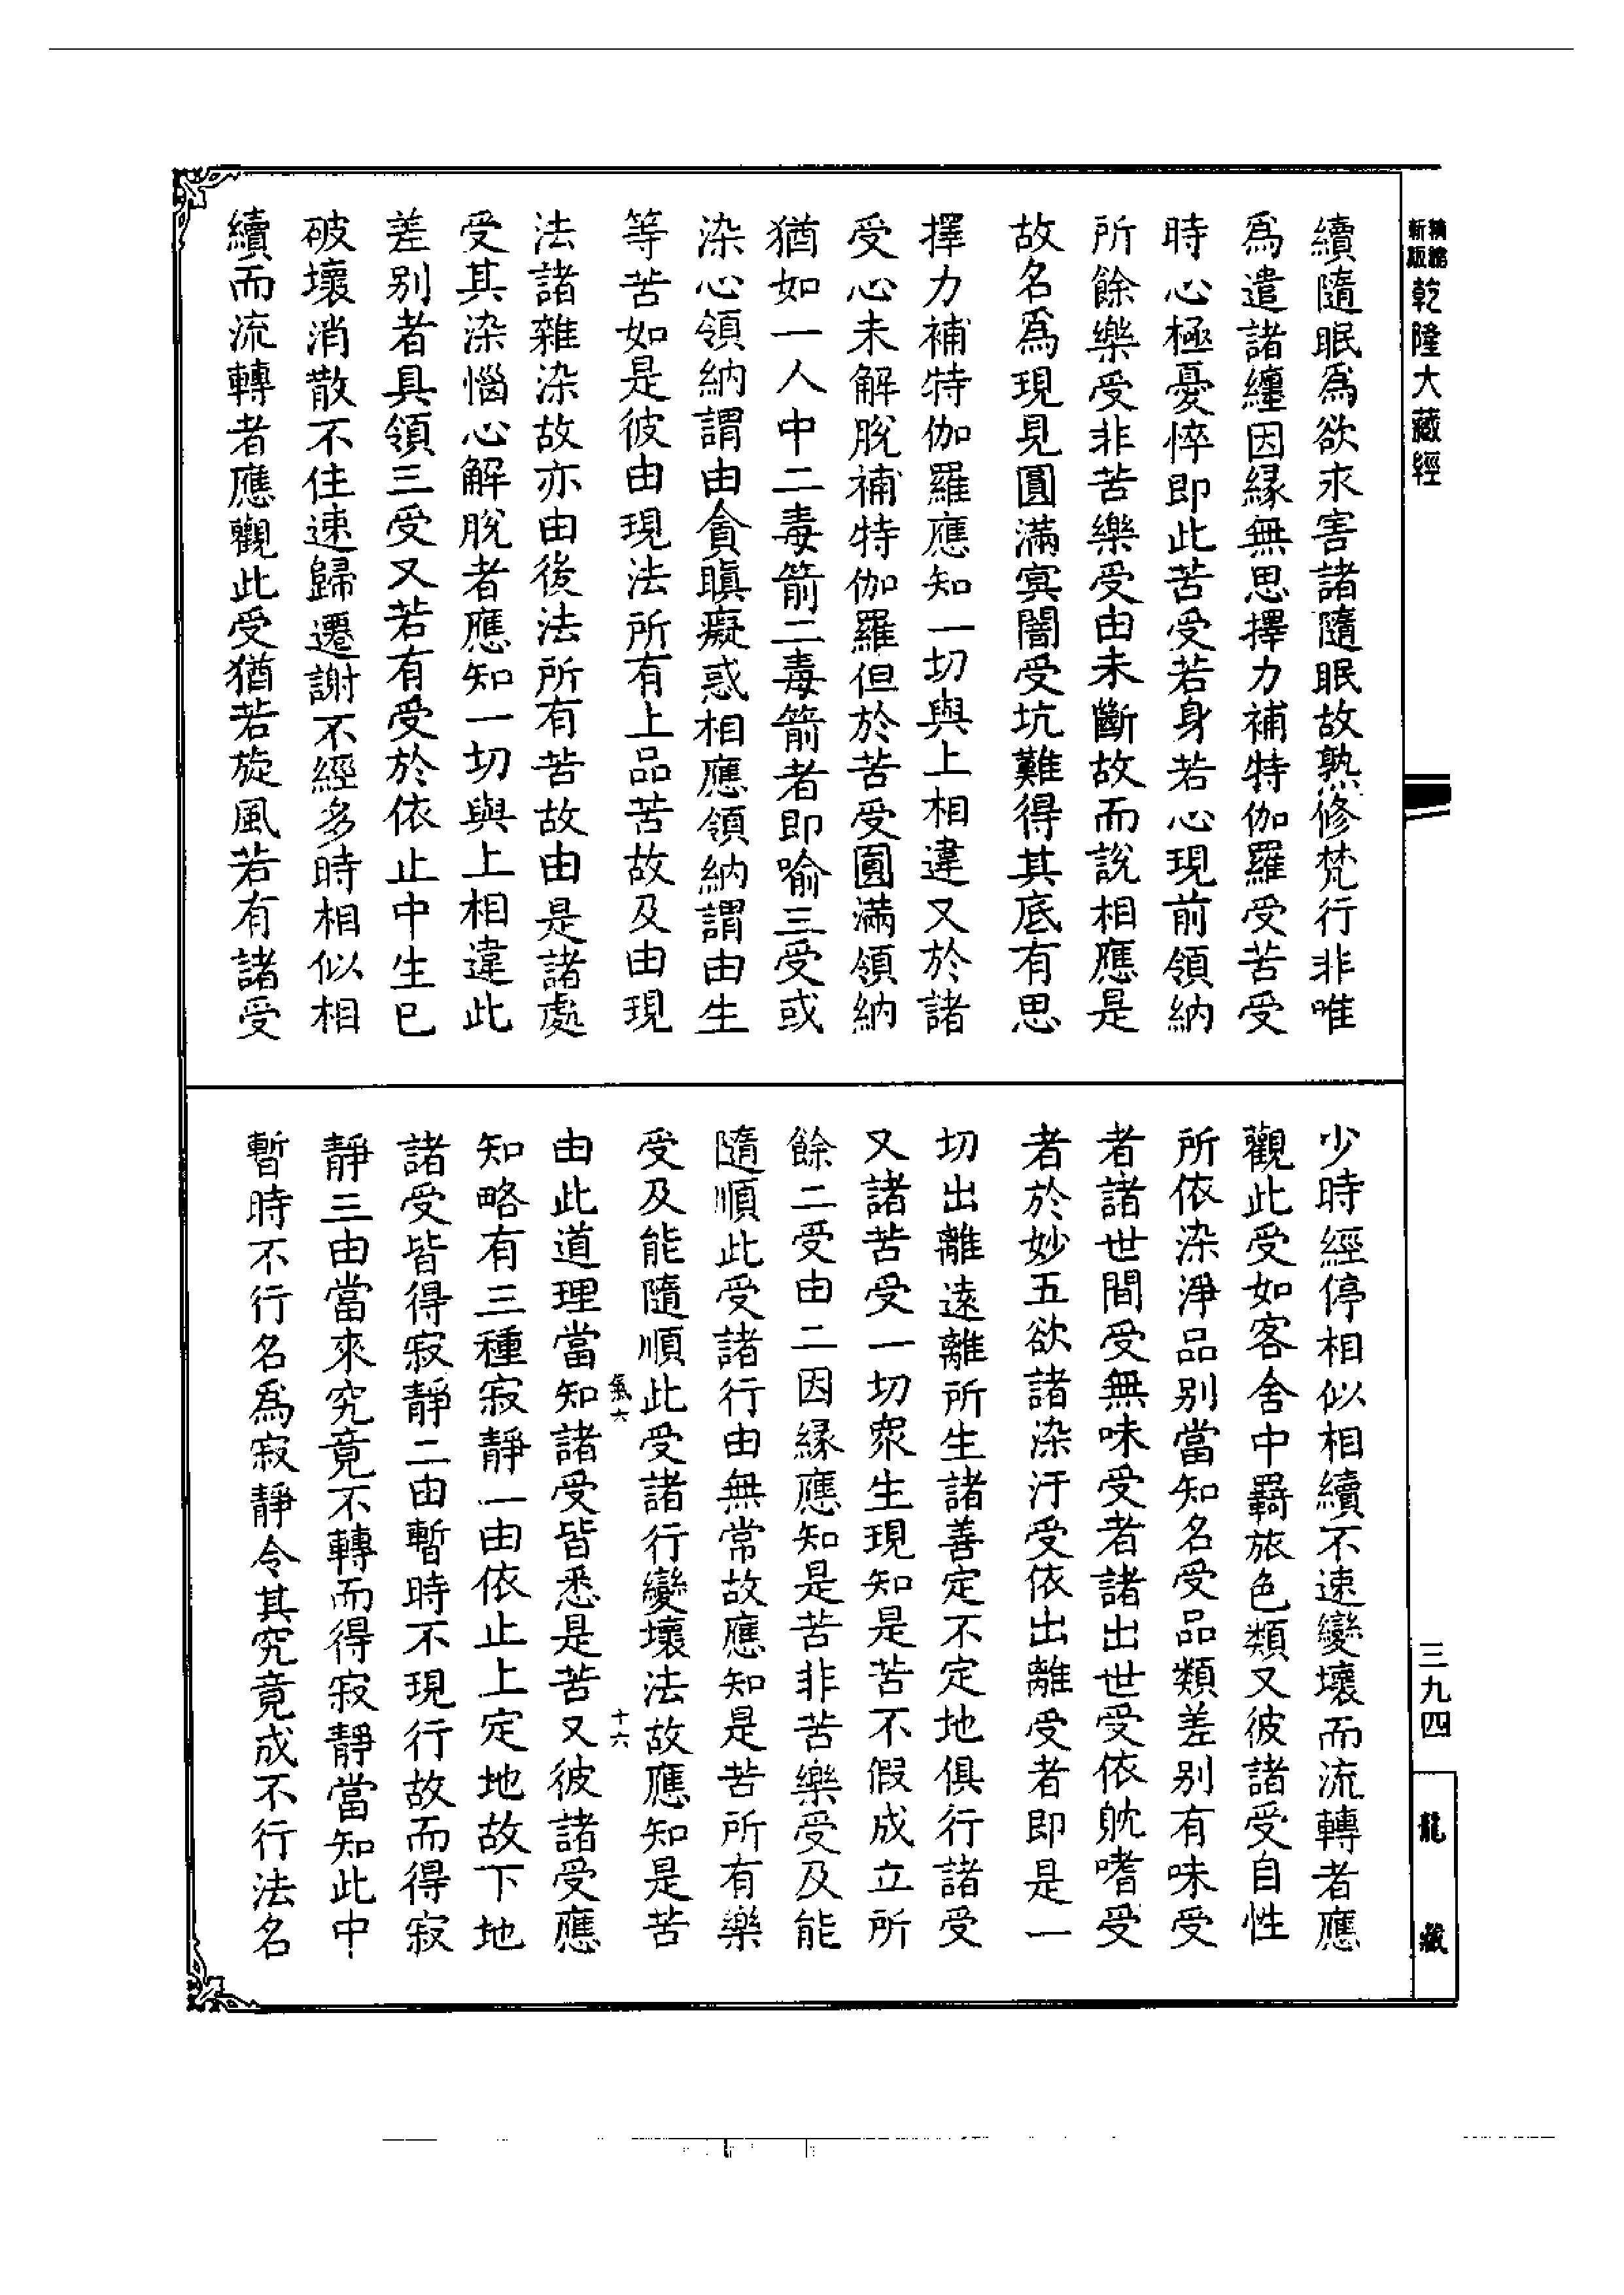 精縮新版乾隆大藏經
續隨眠爲欲永害諸隨眠故熟修梵行非唯
爲遣諸纏因緣無思擇力補特伽羅受苦受
時心極憂悴即此苦受若身若心現前領納
所餘樂受非苦樂受由未斷故而說相應是
故名爲現見圓滿㝠闇受坑難得其底有思
擇力補特伽羅應知一切與上相違又於諸
受心未解脫補特伽羅但於苦受圓滿領納
猶如一人中二毒箭二毒箭者即喻三受或
染心領納謂由貪瞋癡惑相應領納謂由生
等苦如是彼由現法所有上品苦故及由現
法諸雜染故亦由後法所有苦故由是諸處
受其染惱心解脫者應知一切與上相違此
差别者具領三受又若有受於依止中生已
破壞消散不住速歸遷謝不經多時相似相
續而流轉者應觀此受猶若旋風若有諸受
少時經停相似相續不速變壞而流轉者應
觀此受如客舍中羇旅色類又彼諸受自性
所依染淨品别當知名受品類差别有味受
者諸世間受無味受者諸出世受依躭嗜受
者於妙五欲諸染汙受依出離受者即是一
切出離遠離所生諸善定不定地俱行諸受
又諸苦受一切衆生現知是苦不假成立所
餘二受由二因緣應知是苦非苦樂受及能
隨順此受諸行由無常故應知是苦所有樂
受及能隨順此受諸行變壞法故應知是苦
氣六 十六
由此道理當知諸受皆悉是苦又彼諸受應
知略有三種寂靜一由依止上定地故下地
諸受皆得寂靜二由暫時不現行故而得寂
靜三由當來究竟不轉而得寂靜當知此中
暫時不行名爲寂靜令其究竟成不行法名
三九四
龍藏